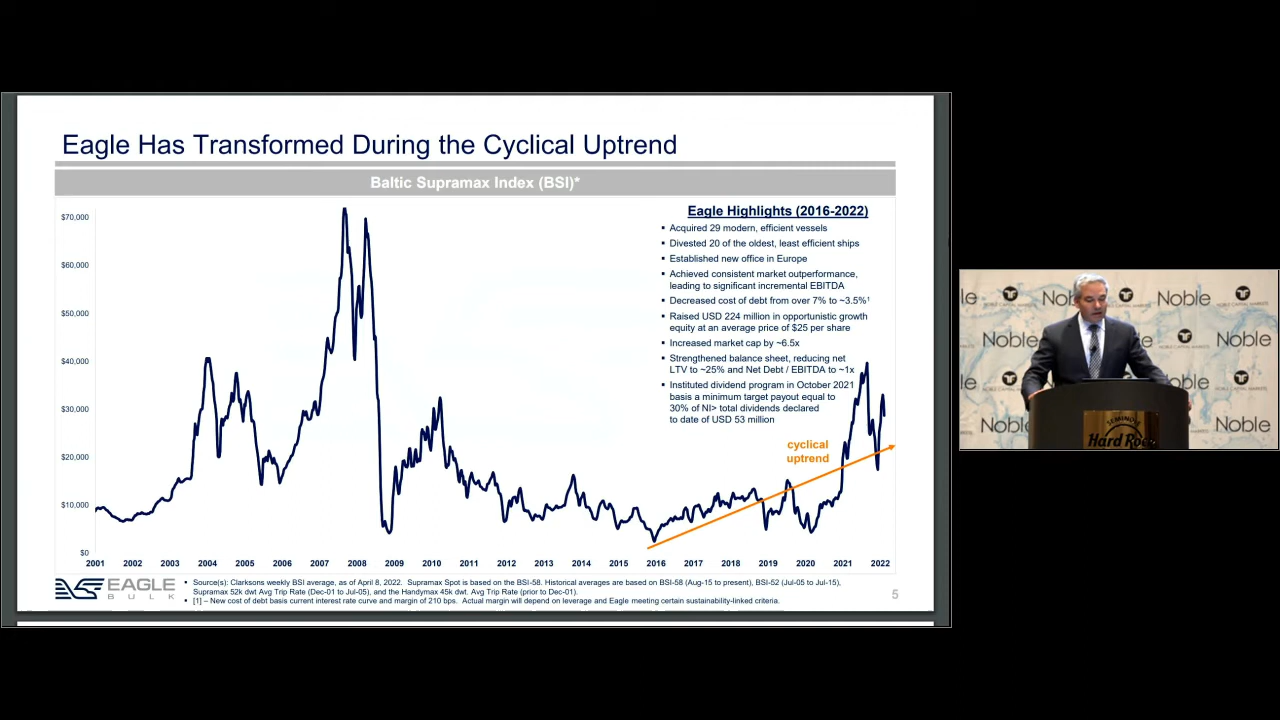 Eagle Has Transformed During the Cyclical Uptrend
Baltic Supramax Index (BSI)*
$70,000
$60,000
$50,000
$40,000
$30,000
$20,000
$10,000
$0
2001 2002 2003 2004 2005 2006 2007 2008 2009 2010 2011 2012 2013 2014 2015 2016 2017 2018 2019 2020 2021 2022
Eagle Highlights (2016-2022)
▪ Acquired 29 modern, efficient vessels
▪ Divested 20 of the oldest, least efficient ships
▪ Established new office in Europe
▪ Achieved consistent market outperformance,
leading to significant incremental EBITDA
▪ Decreased cost of debt from over 7% to ~3.5%¹
▪ Raised USD 224 million in opportunistic growth
equity at an average price of $25 per share
▪ Increased market cap by ~6.5x
▪ Strengthened balance sheet, reducing net
LTV to ~25% and Net Debt / EBITDA to ~1x
▪ Instituted dividend program in October 2021
basis a minimum target payout equal to
30% of NI> total dividends declared
to date of USD 53 million
cyclical
uptrend
EAGLE
BULK
▪ Source(s): Clarksons weekly BSI average, as of April 8, 2022. Supramax Spot is based on the BSI-58. Historical averages are based on BSI-58 (Aug-15 to present), BSI-52 (Jul-05 to Jul-15),
Supramax 52k dwt Avg Trip Rate (Dec-01 to Jul-05), and the Handymax 45k dwt. Avg Trip Rate (prior to Dec-01).
▪ [1] – New cost of debt basis current interest rate curve and margin of 210 bps. Actual margin will depend on leverage and Eagle meeting certain sustainability-linked criteria.
5
le Nob Noble Noble
Noble Noble
le Noble
Noble Noble
SEMINOLE
Hard Rock